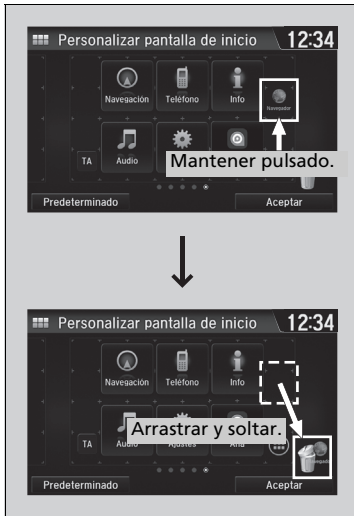 Personalizar pantalla de inicio 12:34
Navegación Teléfono Info
Navegador
TA Audio
Mantener pulsado.
Predeterminado Aceptar
Personalizar pantalla de inicio 12:34
Navegación Teléfono Info
Arrastrar y soltar.
TA Audio Ajustes Aha
Predeterminado Aceptar